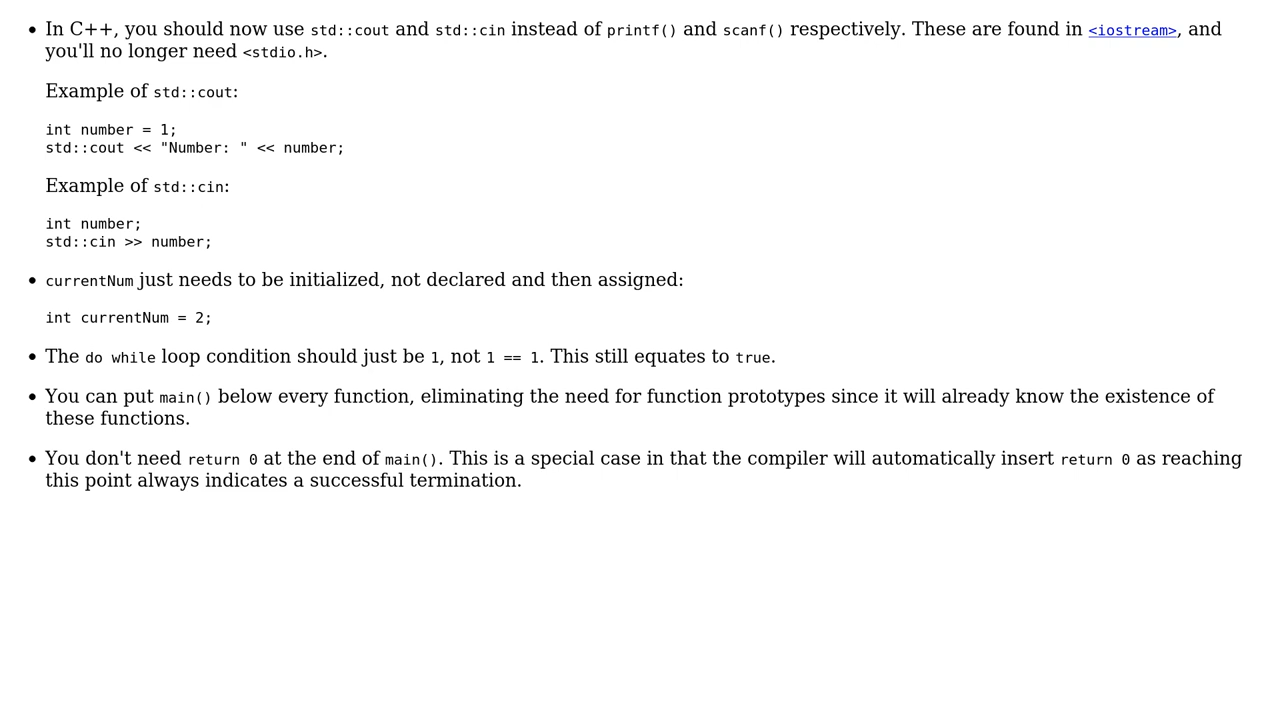 • In C++, you should now use std::cout and std::cin instead of printf() and scanf() respectively. These are found in <iostream>, and
you'll no longer need <stdio.h>.
Example of std::cout:
int number = 1;
std::cout << "Number: " << number;
Example of std::cin:
int number;
std::cin >> number;
• currentNum just needs to be initialized, not declared and then assigned:
int currentNum = 2;
• The do while loop condition should just be 1, not 1 == 1. This still equates to true.
• You can put main() below every function, eliminating the need for function prototypes since it will already know the existence of
these functions.
• You don't need return 0 at the end of main(). This is a special case in that the compiler will automatically insert return 0 as reaching
this point always indicates a successful termination.